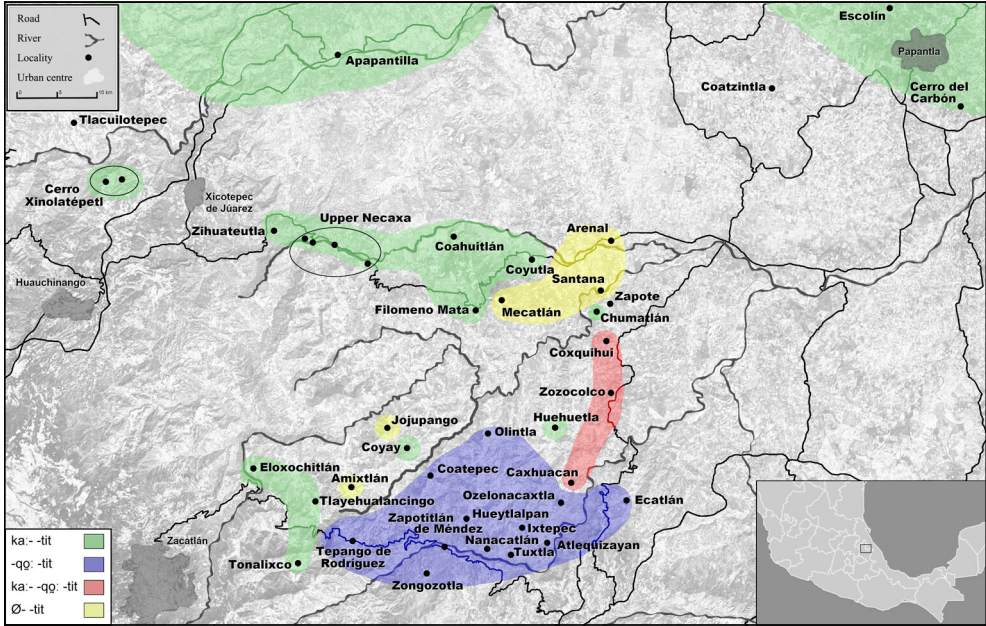 Road
River
Locality
Urban centre
0 5 10 km
Escolín
Papantla
Apapantilla
Coatzintla
Cerro del
Carbón
Tlacuilotepec
Cerro
Xinolatépetl
Xicotepec
de Júarez
Upper Necaxa
Zihuateutla
Arenal
Coahuitlán
Coyutla
Santana
Huauchinango
Zapote
Filomeno Mata
Mecatlán
Chumatlán
Coxquihui
Zozocolco
Jojupango
Huehuetla
Olintla
Coyay
Eloxochitlán
Coatepec
Caxhuacan
Amixtlán
Ozelonacaxtla
Ecatlán
Tlayehualancingo
Zapotitlán
de Méndez
Hueytlalpan
Ixtepec
Zacatlán
Nanacatlán
Atlequizayan
Tepango de
Rodríguez
Tuxtla
Tonalixco
Zongozotla
ka:- -tit
-qo̰: -tit
ka:- -qo̰: -tit
Ø- -tit